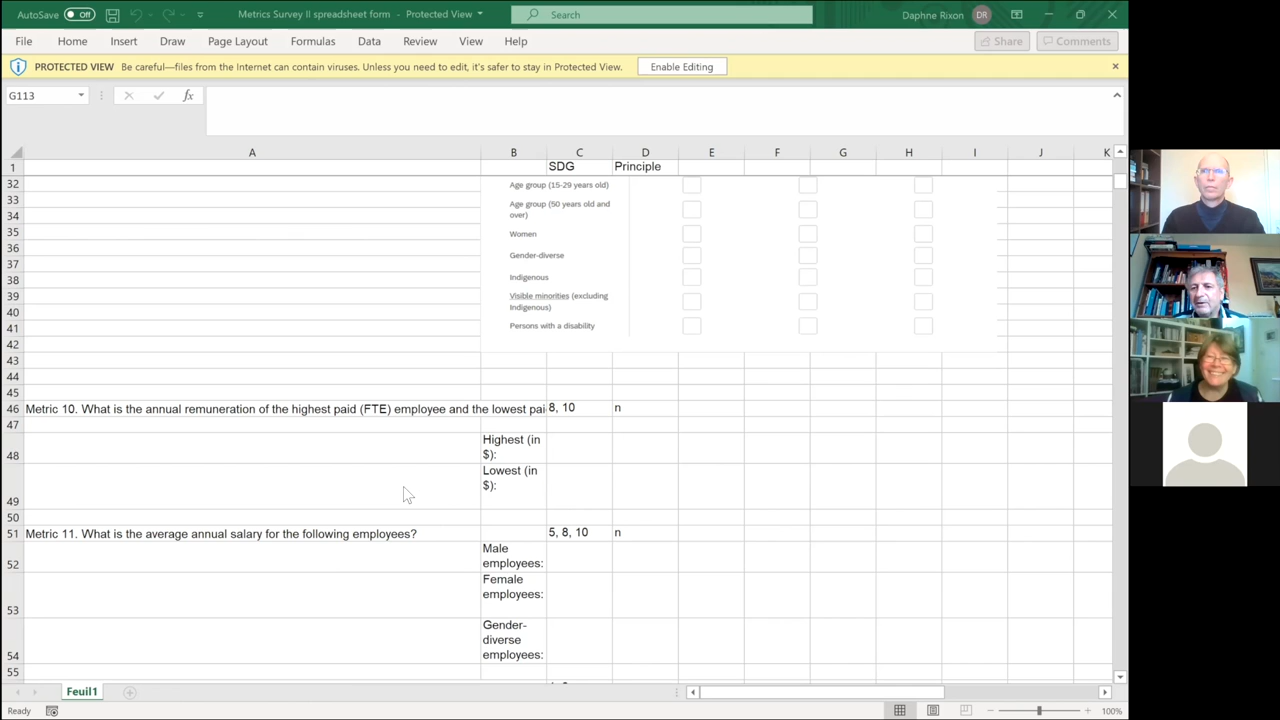 AutoSave Off Metrics Survey II spreadsheet form - Protected View Search Daphne Rixon DR
File Home Insert Draw Page Layout Formulas Data Review View Help Share Comments
PROTECTED VIEW Be careful—files from the Internet can contain viruses. Unless you need to edit, it's safer to stay in Protected View. Enable Editing
G113 fx
A B C D E F G H I J K
1 SDG Principle
32 Age group (15-29 years old)
33
34 Age group (50 years old and
over)
35 Women
36 Gender-diverse
37
38 Indigenous
39 Visible minorities (excluding
40 Indigenous)
41 Persons with a disability
42
43
44
45
46 Metric 10. What is the annual remuneration of the highest paid (FTE) employee and the lowest pai 8, 10 n
47
48 Highest (in
$):
49 Lowest (in
$):
50
51 Metric 11. What is the average annual salary for the following employees? 5, 8, 10 n
52 Male
employees:
53 Female
employees:
54 Gender-
diverse
employees:
55
Feuil1
Ready 100%